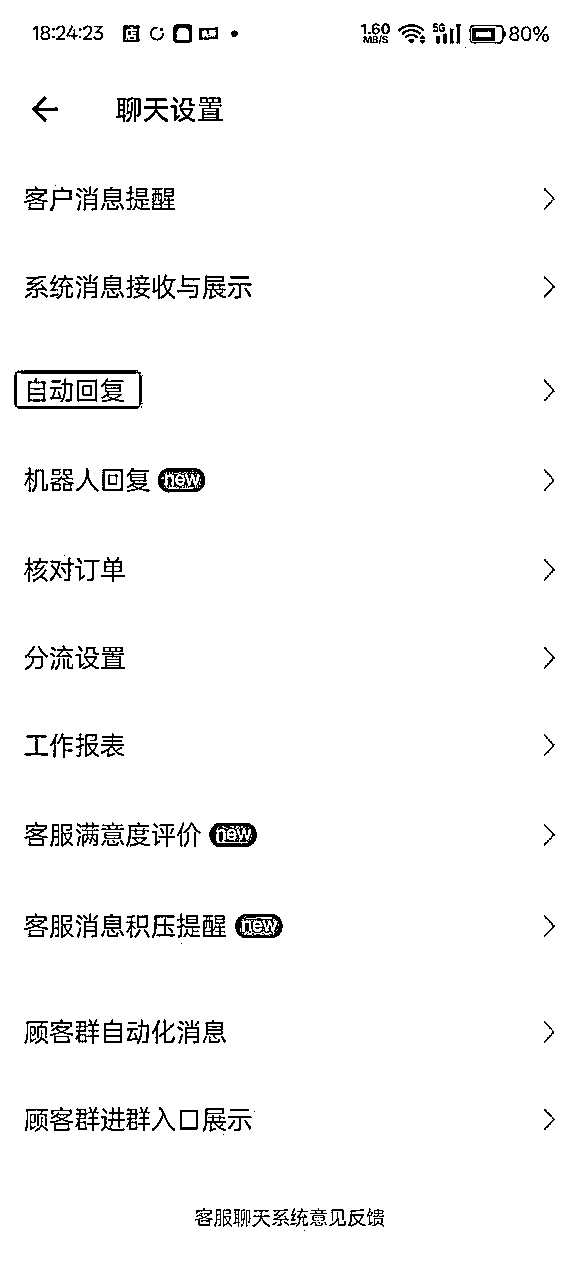 18:24:23 店 1.60 MB/S 5G 80%
聊天设置
客户消息提醒
系统消息接收与展示
自动回复
机器人回复 new
核对订单
分流设置
工作报表
客服满意度评价 new
客服消息积压提醒 new
顾客群自动化消息
顾客群进群入口展示
客服聊天系统意见反馈